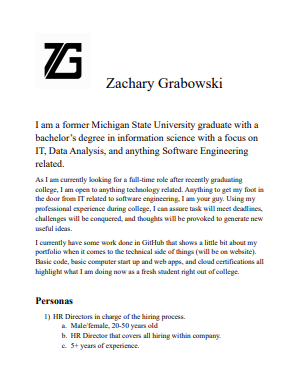 ZG
Zachary Grabowski
I am a former Michigan State University graduate with a
bachelor's degree in information science with a focus on
IT, Data Analysis, and anything Software Engineering
related.
As I am currently looking for a full-time role after recently graduating
college, I am open to anything technology related. Anything to get my foot in
the door from IT related to software engineering, I am your guy. Using my
professional experience during college, I can assure task will meet deadlines,
challenges will be conquered, and thoughts will be provoked to generate new
useful ideas.
I currently have some work done in GitHub that shows a little bit about my
portfolio when it comes to the technical side of things (will be on website).
Basic code, basic computer start up and web apps, and cloud certifications all
highlight what I am doing now as a fresh student right out of college.
Personas
1) HR Directors in charge of the hiring process.
a. Male/female, 20-50 years old
b. HR Director that covers all hiring within company.
c. 5+ years of experience.